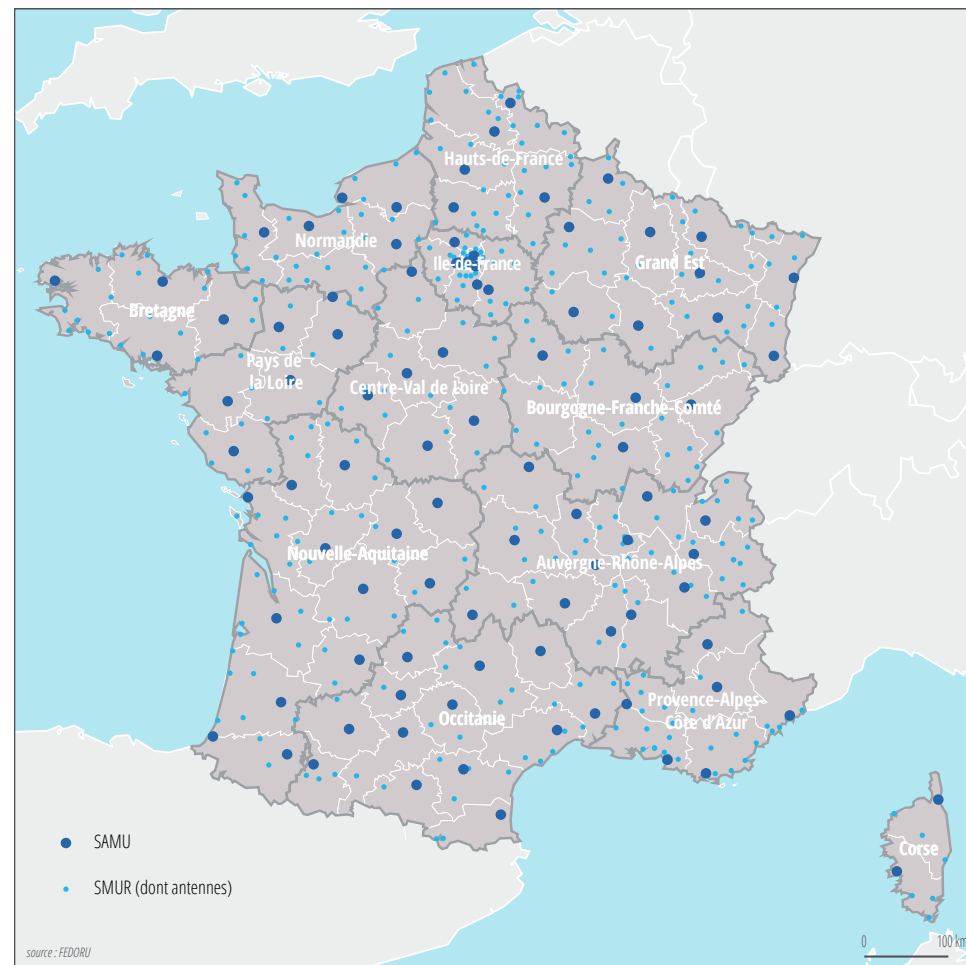 Hauts-de-France
Normandie
Ile-de-France
Grand Est
Bretagne
Pays de
la Loire
Centre-Val de Loire
Bourgogne-Franche-Comté
Nouvelle-Aquitaine
Auvergne-Rhône-Alpes
Provence-Alpes-
Côte d'Azur
Occitanie
Corse
SAMU
SMUR (dont antennes)
source : FEDORU
0 100 km